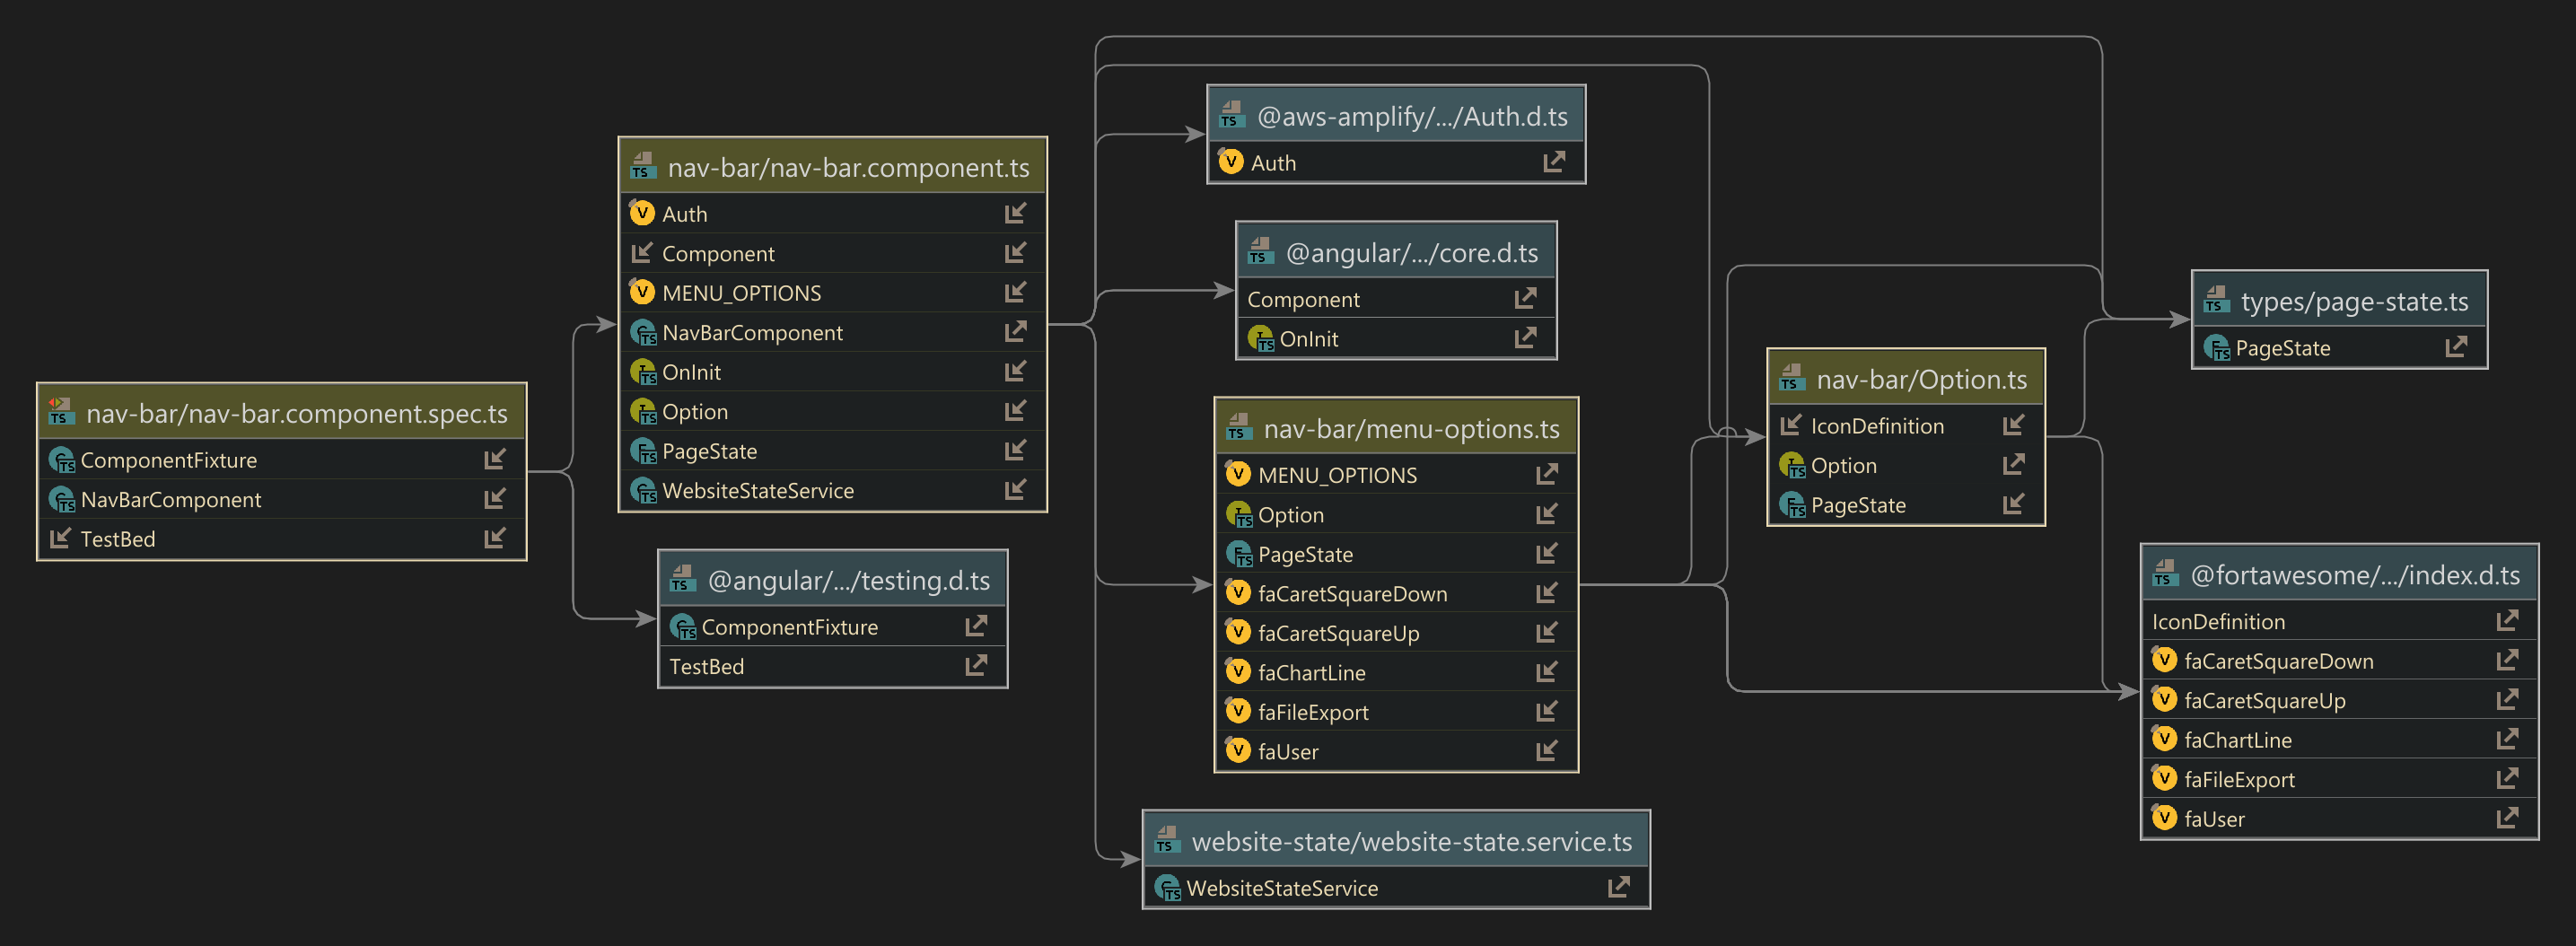 nav-bar/nav-bar.component.spec.ts
ComponentFixture
NavBarComponent
TestBed
nav-bar/nav-bar.component.ts
Auth
Component
MENU_OPTIONS
NavBarComponent
OnInit
Option
PageState
WebsiteStateService
@angular/.../testing.d.ts
ComponentFixture
TestBed
@aws-amplify/.../Auth.d.ts
Auth
@angular/.../core.d.ts
Component
OnInit
nav-bar/menu-options.ts
MENU_OPTIONS
Option
PageState
faCaretSquareDown
faCaretSquareUp
faChartLine
faFileExport
faUser
website-state/website-state.service.ts
WebsiteStateService
nav-bar/Option.ts
IconDefinition
Option
PageState
types/page-state.ts
PageState
@fortawesome/.../index.d.ts
IconDefinition
faCaretSquareDown
faCaretSquareUp
faChartLine
faFileExport
faUser